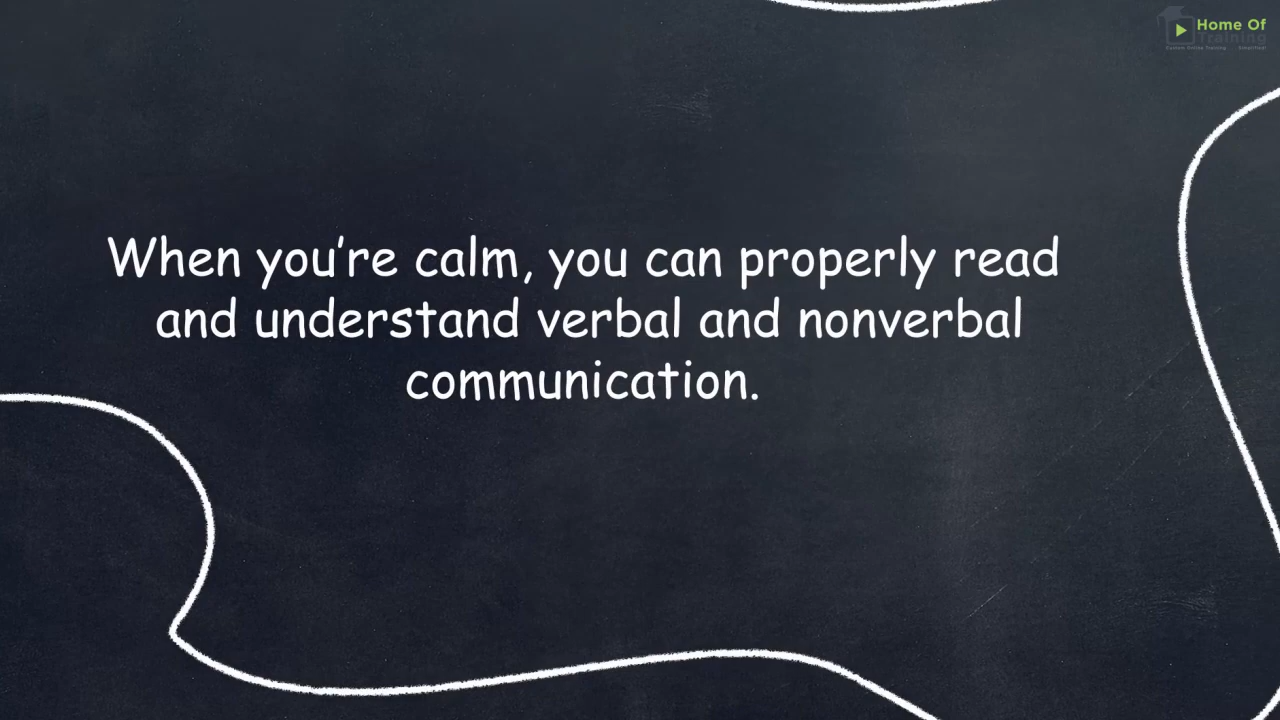 Home Of
Training
When you're calm, you can properly read
and understand verbal and nonverbal
communication.